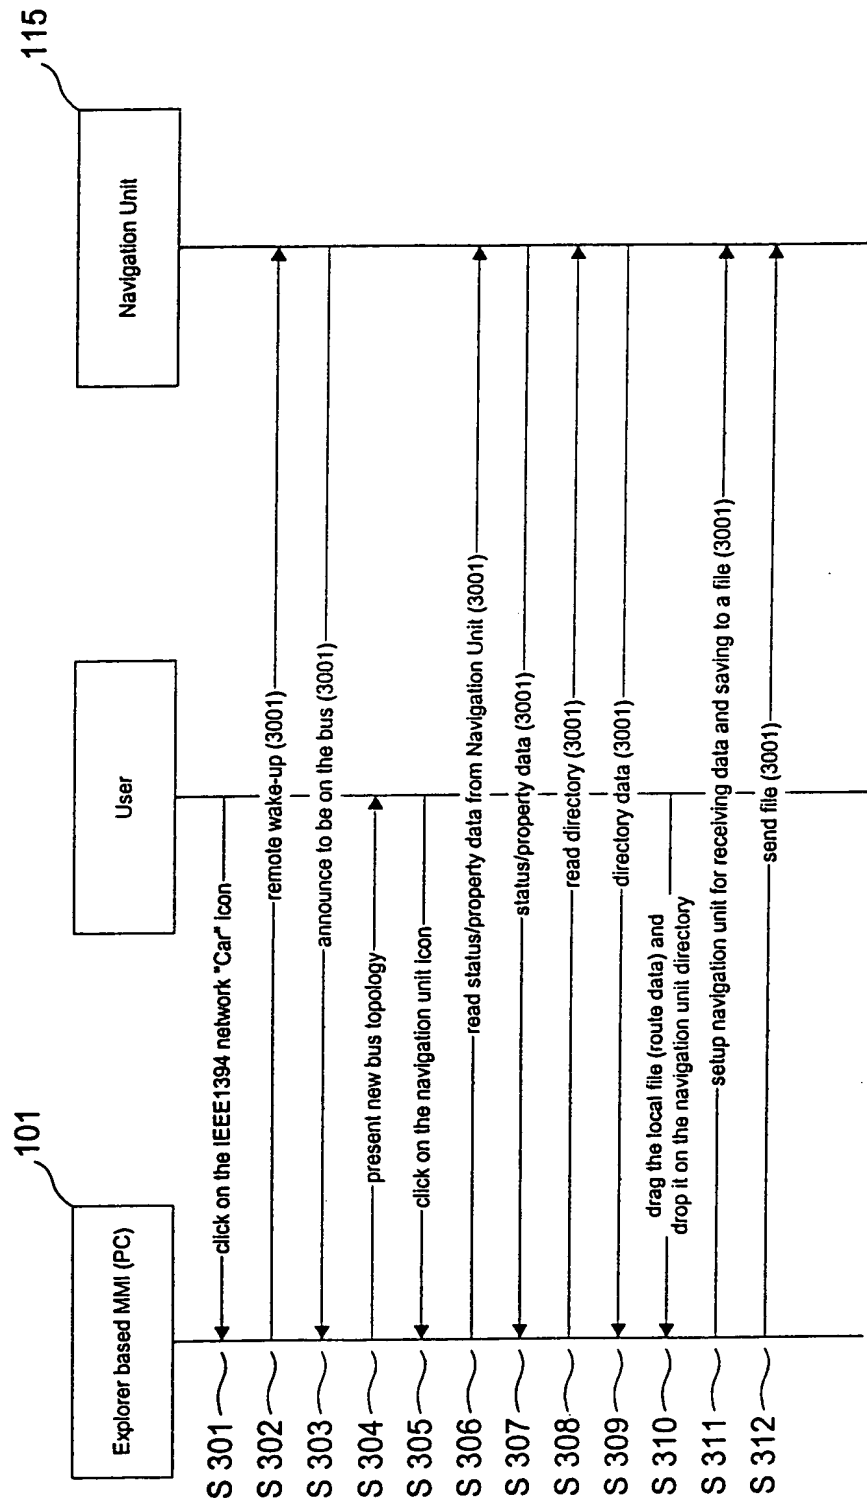 101
115
Explorer based MMI (PC)
User
Navigation Unit
S 301
click on the IEEE1394 network "Car" icon
S 302
remote wake-up (3001)
S 303
announce to be on the bus (3001)
S 304
present new bus topology
S 305
click on the navigation unit icon
S 306
read status/property data from Navigation Unit (3001)
S 307
status/property data (3001)
S 308
read directory (3001)
S 309
directory data (3001)
S 310
drag the local file (route data) and
drop it on the navigation unit directory
S 311
setup navigation unit for receiving data and saving to a file (3001)
S 312
send file (3001)